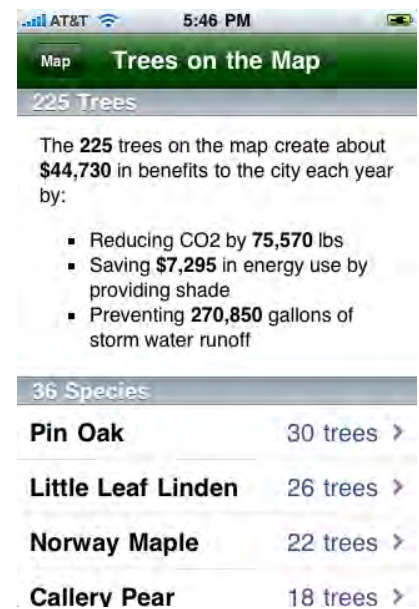 AT&T 5:46 PM
Map Trees on the Map
225 Trees
The 225 trees on the map create about
$44,730 in benefits to the city each year
by:
▪ Reducing CO2 by 75,570 lbs
▪ Saving $7,295 in energy use by
providing shade
▪ Preventing 270,850 gallons of
storm water runoff
36 Species
Pin Oak 30 trees >
Little Leaf Linden 26 trees >
Norway Maple 22 trees >
Callery Pear 18 trees >